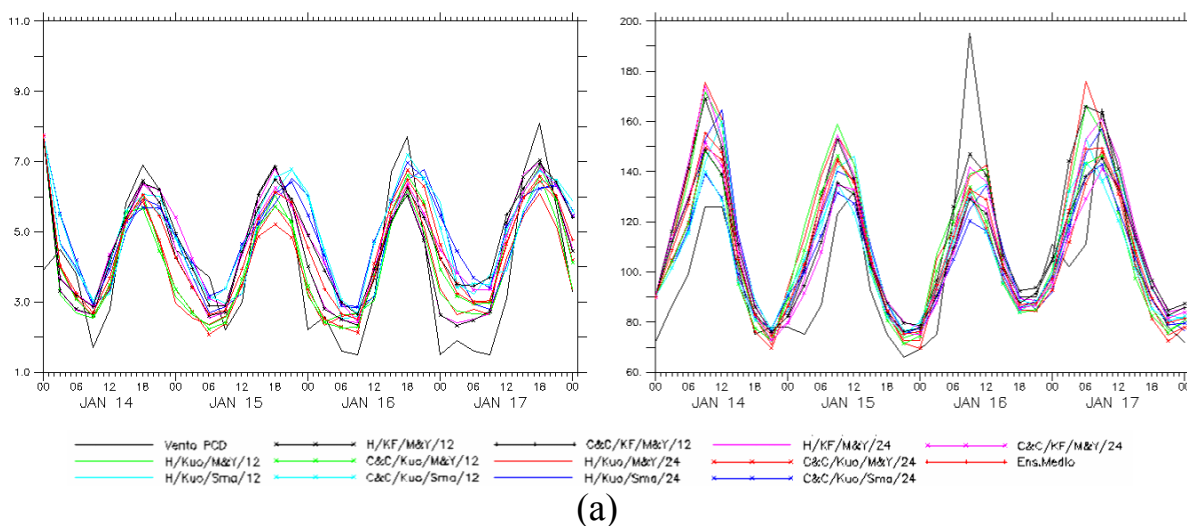 11.0
9.0
7.0
5.0
3.0
1.0
00 06 12 18 00 06 12 18 00 06 12 18 00 06 12 18 00
JAN 14 JAN 15 JAN 16 JAN 17
200.
180.
160.
140.
120.
100.
80.
60.
00 06 12 18 00 06 12 18 00 06 12 18 00 06 12 18 00
JAN 14 JAN 15 JAN 16 JAN 17
Vento PCD H/KF/M&Y/12 C&C/KF/M&Y/12 H/KF/M&Y/24 C&C/KF/M&Y/24
H/Kuo/M&Y/12 C&C/Kuo/M&Y/12 H/Kuo/M&Y/24 C&C/Kuo/M&Y/24 Ens.Medio
H/Kuo/Sma/12 C&C/Kuo/Sma/12 H/Kuo/Sma/24 C&C/Kuo/Sma/24
(a)